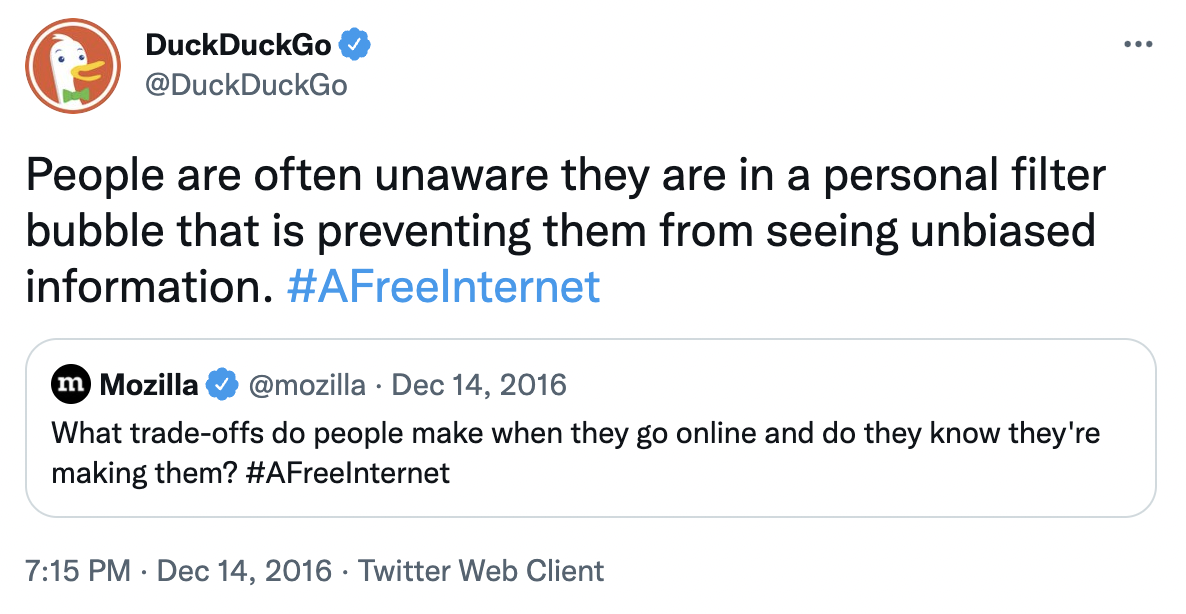 DuckDuckGo
@DuckDuckGo
People are often unaware they are in a personal filter
bubble that is preventing them from seeing unbiased
information. #AFreeInternet
m Mozilla @mozilla · Dec 14, 2016
What trade-offs do people make when they go online and do they know they're
making them? #AFreeInternet
7:15 PM · Dec 14, 2016 · Twitter Web Client